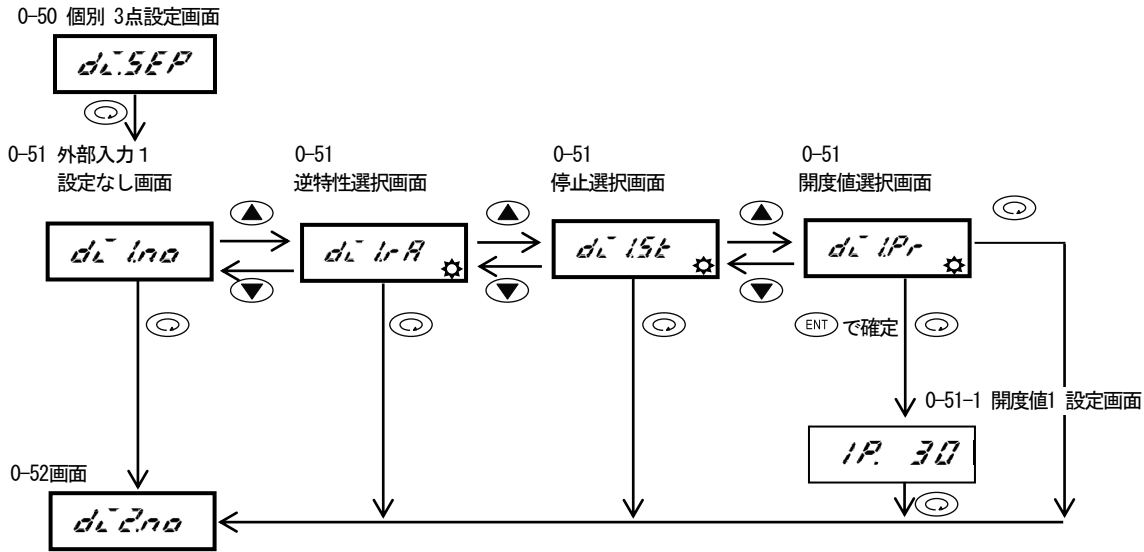 0-50 個別 3点設定画面
di.SEP
0-51 外部入力1
設定なし画面
0-51
逆特性選択画面
0-51
停止選択画面
0-51
開度値選択画面
di 1.no
di 1.rA
di 1.St
di 1.Pr
ENT で確定
0-51-1 開度値1 設定画面
1P. 30
0-52画面
di 2.no